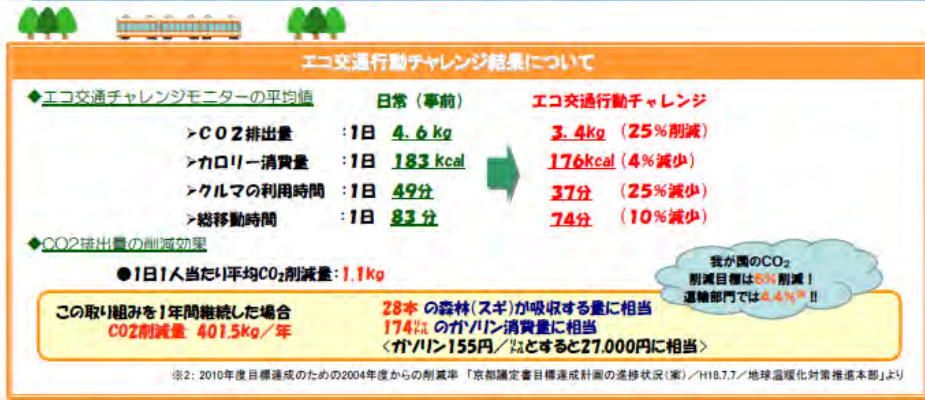 エコ交通行動チャレンジ結果について
◆エコ交通チャレンジモニターの平均値 日常（事前） エコ交通行動チャレンジ
➢CO2排出量 :1日 4.6kg 3.4kg (25%削減)
➢カロリー消費量 :1日 183kcal 176kcal (4%減少)
➢クルマの利用時間 :1日 49分 37分 (25%減少)
➢総移動時間 :1日 83分 74分 (10%減少)
◆CO2排出量の削減効果
●1日1人当たり平均CO₂削減量:1.1kg
我が国のCO₂
削減目標は6%削減！
運輸部門では4.4%※!!
この取り組みを1年間継続した場合
CO2削減量 401.5kg／年
28本の森林(スギ)が吸収する量に相当
174㍑のガソリン消費量に相当
<ガソリン155円／㍑とすると27,000円に相当>
※2: 2010年度目標達成のための2004年度からの削減率 「京都議定書目標達成計画の進捗状況(案)／H18.7.7／地球温暖化対策推進本部」より